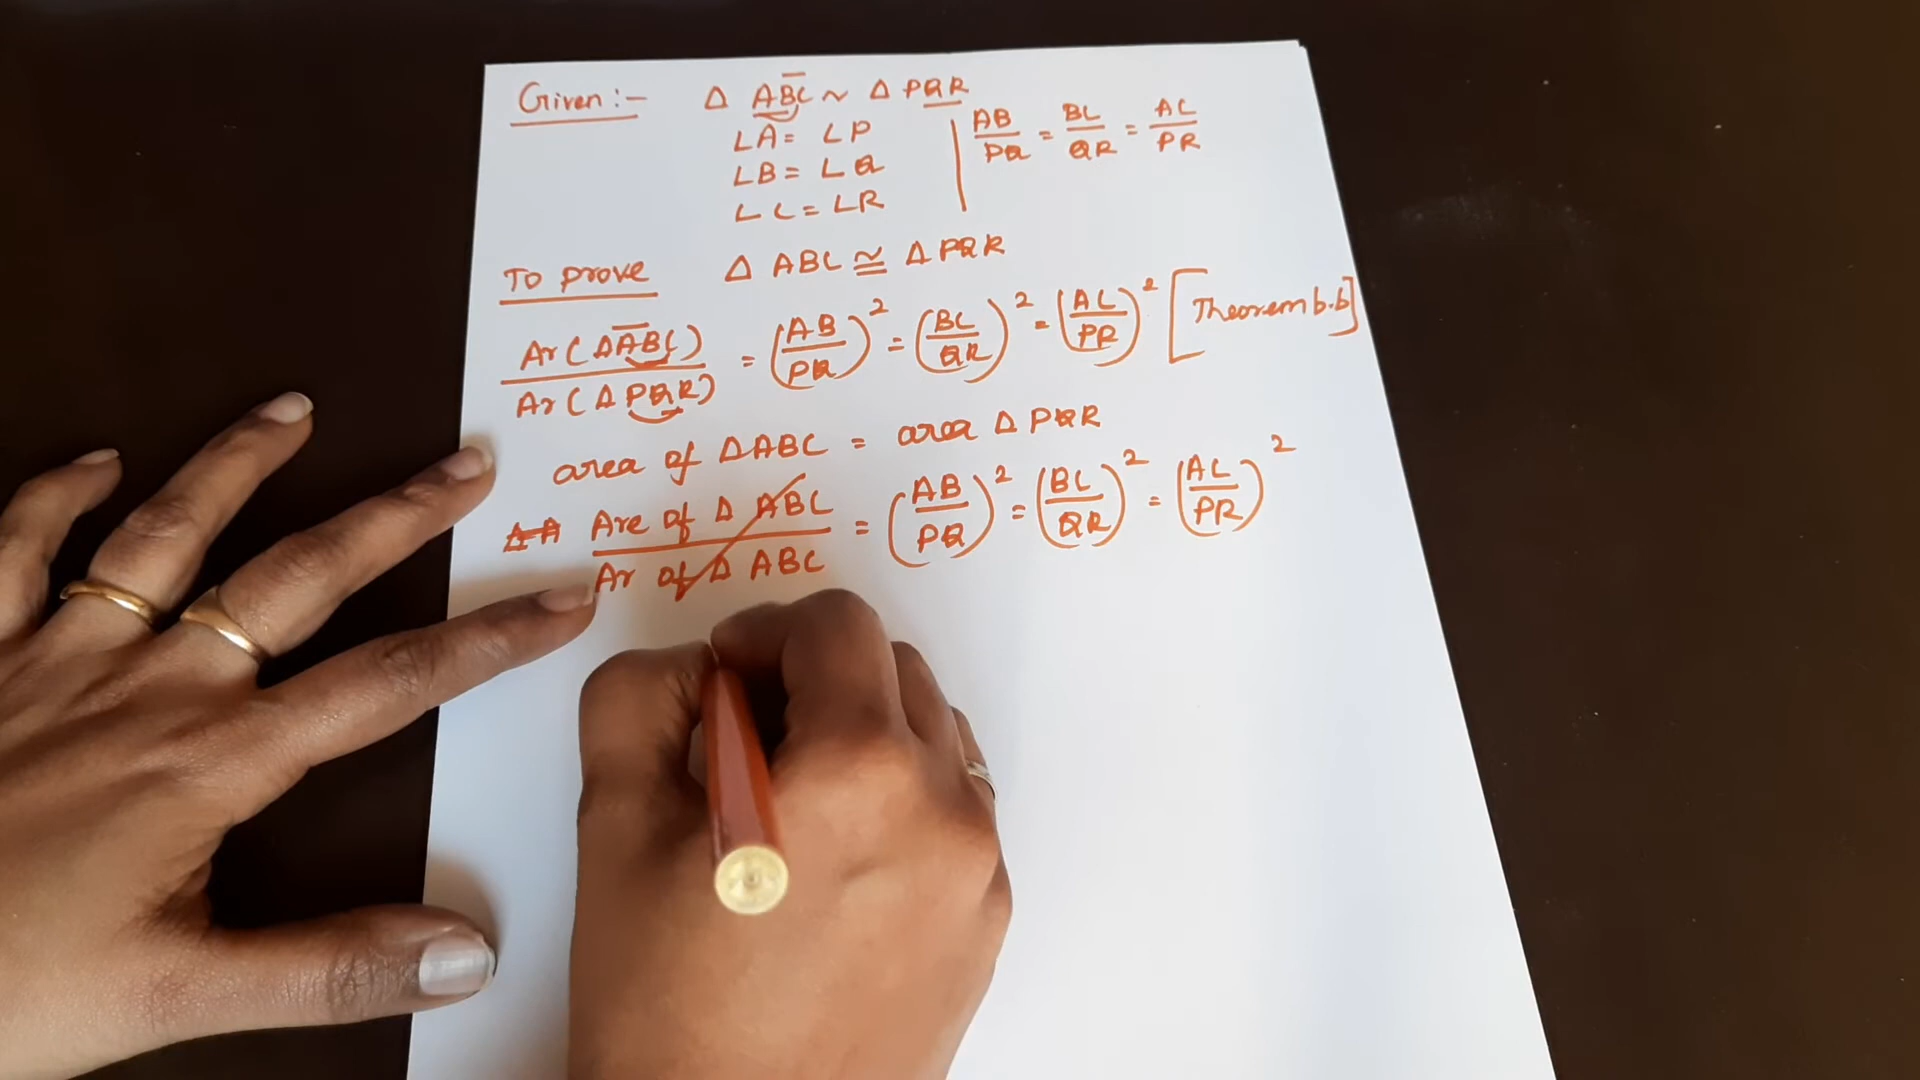 Given :- Δ ABC ~ Δ PQR
∠A = ∠P | AB/PQ = BC/QR = AC/PR
∠B = ∠Q
∠C = ∠R
To prove Δ ABC ≅ Δ PQR
Ar(ΔABC)/Ar(ΔPQR) = (AB/PQ)² = (BC/QR)² = (AC/PR)² [Theorem 6.6]
area of ΔABC = area Δ PQR
Are of Δ ABC/Ar of Δ ABC = (AB/PQ)² = (BC/QR)² = (AC/PR)²